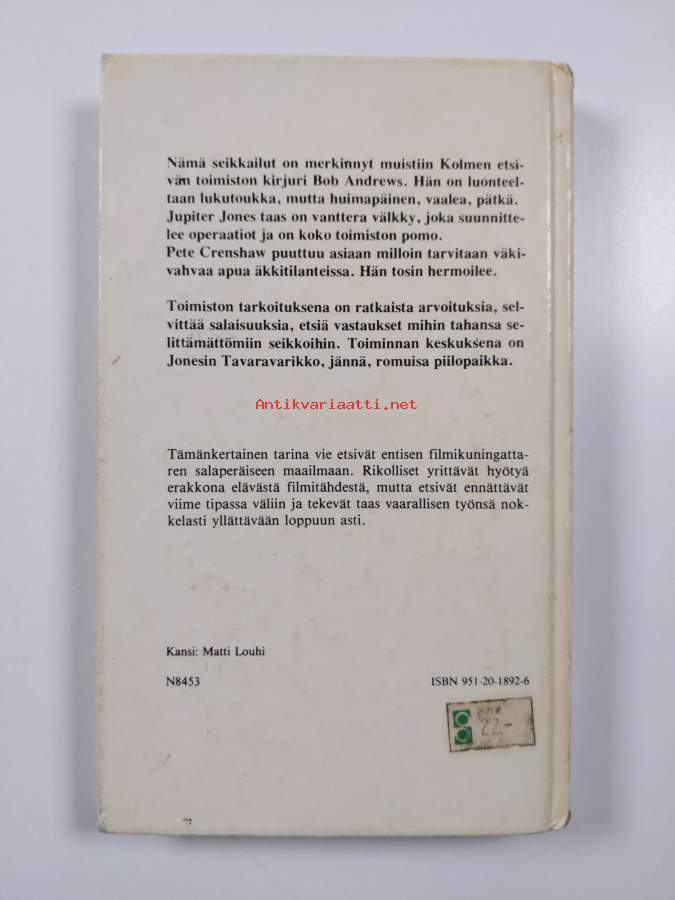 Nämä seikkailut on merkinnyt muistiin Kolmen etsi-
vän toimiston kirjuri Bob Andrews. Hän on luonteel-
taan lukutoukka, mutta huimapäinen, vaalea, pätkä.
Jupiter Jones taas on vanttera välkky, joka suunnitte-
lee operaatiot ja on koko toimiston pomo.
Pete Crenshaw puuttuu asiaan milloin tarvitaan väki-
vahvaa apua äkkitilanteissa. Hän tosin hermoilee.
Toimiston tarkoituksena on ratkaista arvoituksia, sel-
vittää salaisuuksia, etsiä vastaukset mihin tahansa se-
littämättömiin seikkoihin. Toiminnan keskuksena on
Jonesin Tavaravarikko, jännä, romuisa piilopaikka.
Antikvariaatti.net
Tämänkertainen tarina vie etsivät entisen filmikuningatta-
ren salaperäiseen maailmaan. Rikolliset yrittävät hyötyä
erakkona elävästä filmitähdestä, mutta etsivät ennättävät
viime tipassa väliin ja tekevät taas vaarallisen työnsä nok-
kelasti yllättävään loppuun asti.
Kansi: Matti Louhi
N8453
ISBN 951-20-1892-6
22,-